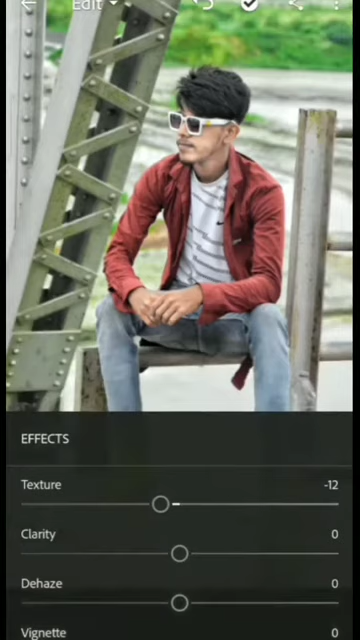 Edit
EFFECTS
Texture -12
Clarity 0
Dehaze 0
Vignette 0